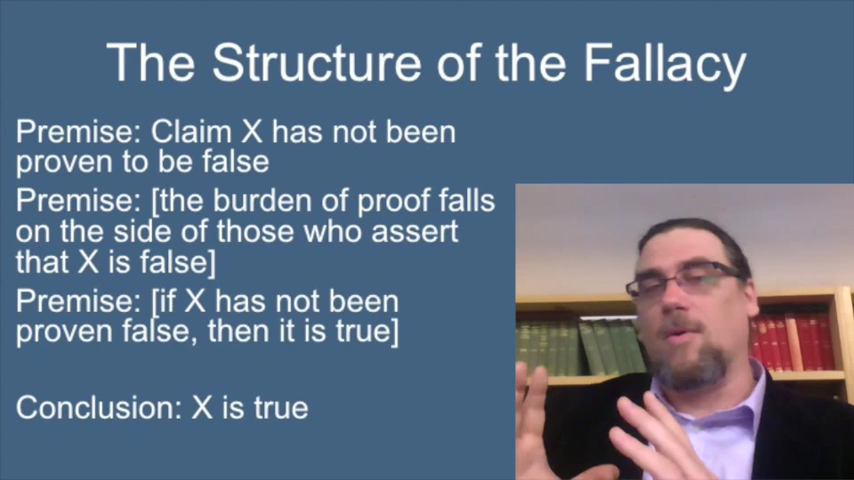 The Structure of the Fallacy
Premise: Claim X has not been
proven to be false
Premise: [the burden of proof falls
on the side of those who assert
that X is false]
Premise: [if X has not been
proven false, then it is true]
Conclusion: X is true